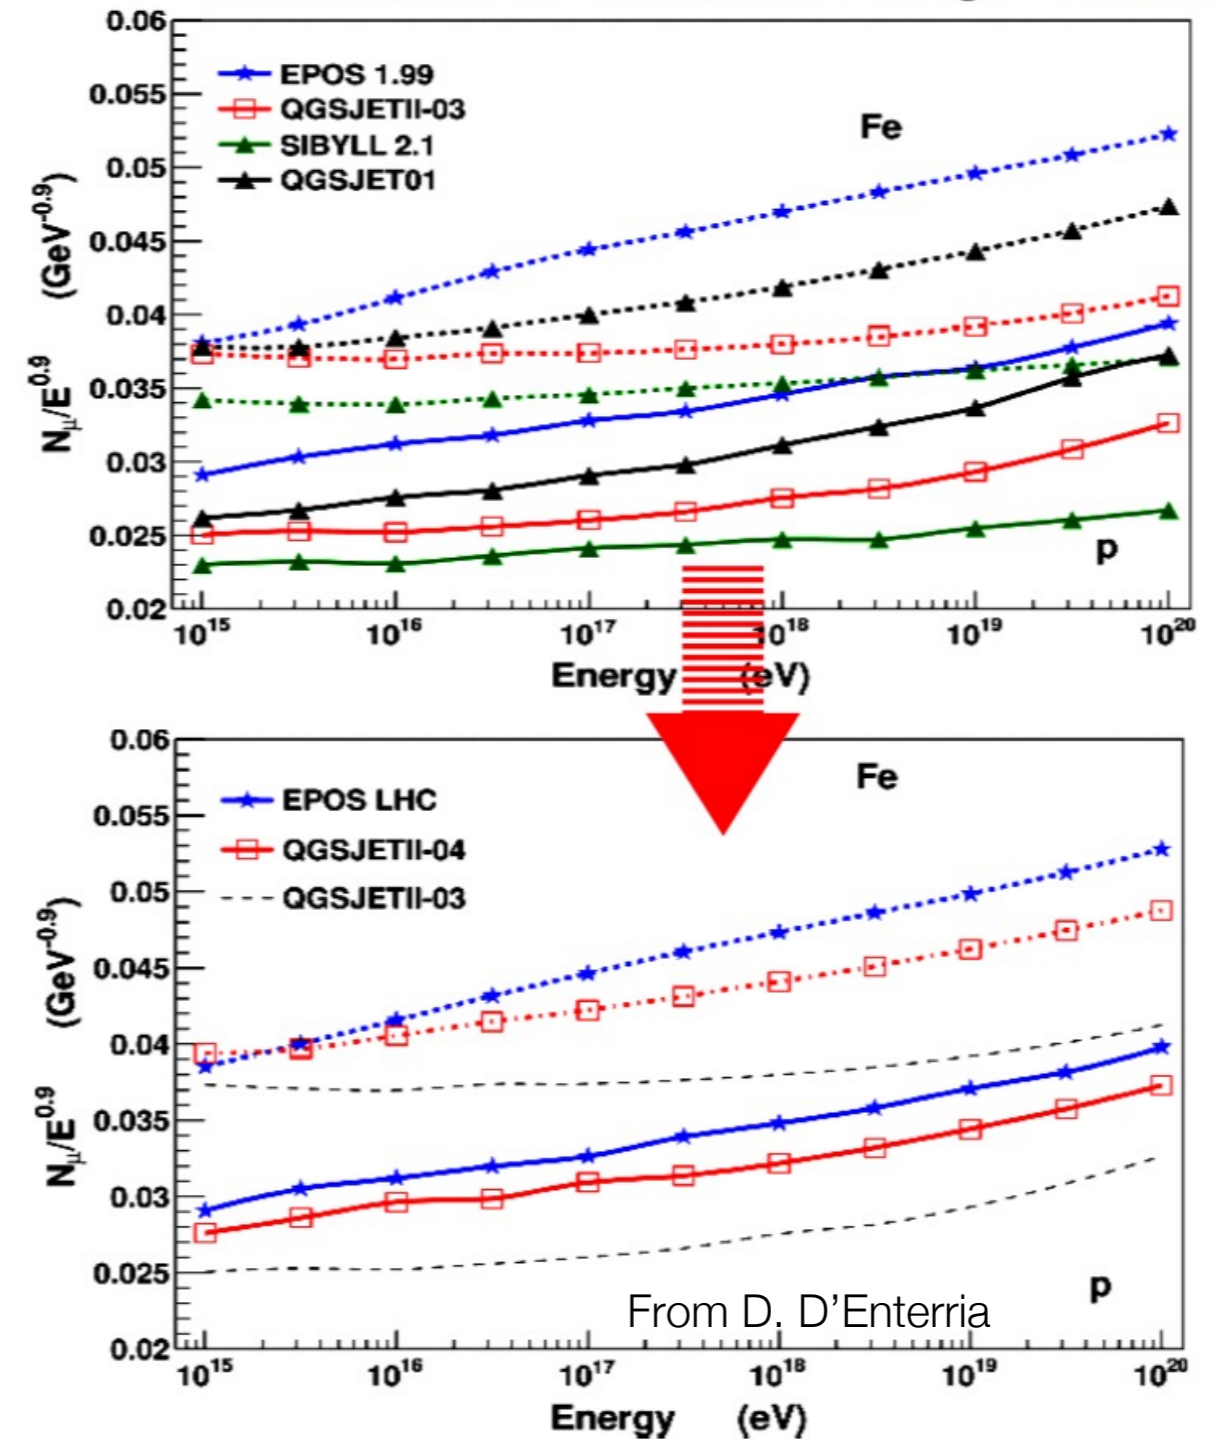 0.06
EPOS 1.99
0.055
QGSJETII-03
Fe
SIBYLL 2.1
0.05
QGSJET01
0.045
0.04
0.035
0.03
0.025
p
0.02
N_μ/E^0.9 (GeV^-0.9)
10^15 10^16 10^17 10^18 10^19 10^20
Energy (eV)
0.06
Fe
EPOS LHC
0.055
QGSJETII-04
0.05
QGSJETII-03
0.045
0.04
0.035
0.03
0.025
p
From D. D’Enterria
0.02
N_μ/E^0.9 (GeV^-0.9)
10^15 10^16 10^17 10^18 10^19 10^20
Energy (eV)